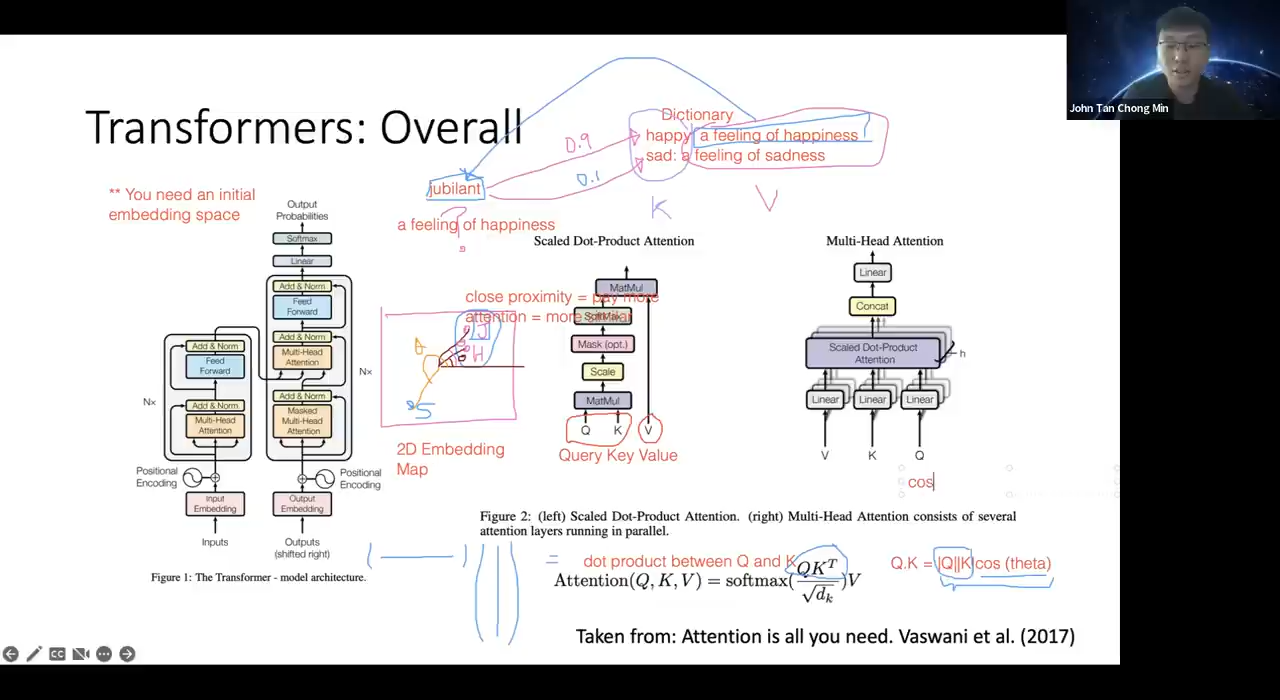 John Tan Chong Min
Transformers: Overall
Dictionary
happy: a feeling of happiness
sad: a feeling of sadness
0.9
0.1
K
V
jubilant
a feeling of happiness
?
** You need an initial
embedding space
Output
Probabilities
Softmax
Linear
Add & Norm
Feed
Forward
Add & Norm
Multi-Head
Attention
Add & Norm
Masked
Multi-Head
Attention
Nx
Positional
Encoding
Output
Embedding
Outputs
(shifted right)
Add & Norm
Feed
Forward
Add & Norm
Multi-Head
Attention
Nx
Positional
Encoding
Input
Embedding
Inputs
Figure 1: The Transformer - model architecture.
J
H
A
S
2D Embedding
Map
Scaled Dot-Product Attention
close proximity = pay more
attention = more similar
MatMul
SoftMax
Mask (opt.)
Scale
MatMul
Q K V
Query Key Value
Multi-Head Attention
Linear
Concat
Scaled Dot-Product
Attention
h
Linear Linear Linear
V K Q
cos
Figure 2: (left) Scaled Dot-Product Attention. (right) Multi-Head Attention consists of several
attention layers running in parallel.
= dot product between Q and K
Q.K = |Q||K|cos (theta)
Attention(Q, K, V) = softmax(QK^T/√d_k)V
Taken from: Attention is all you need. Vaswani et al. (2017)
CC